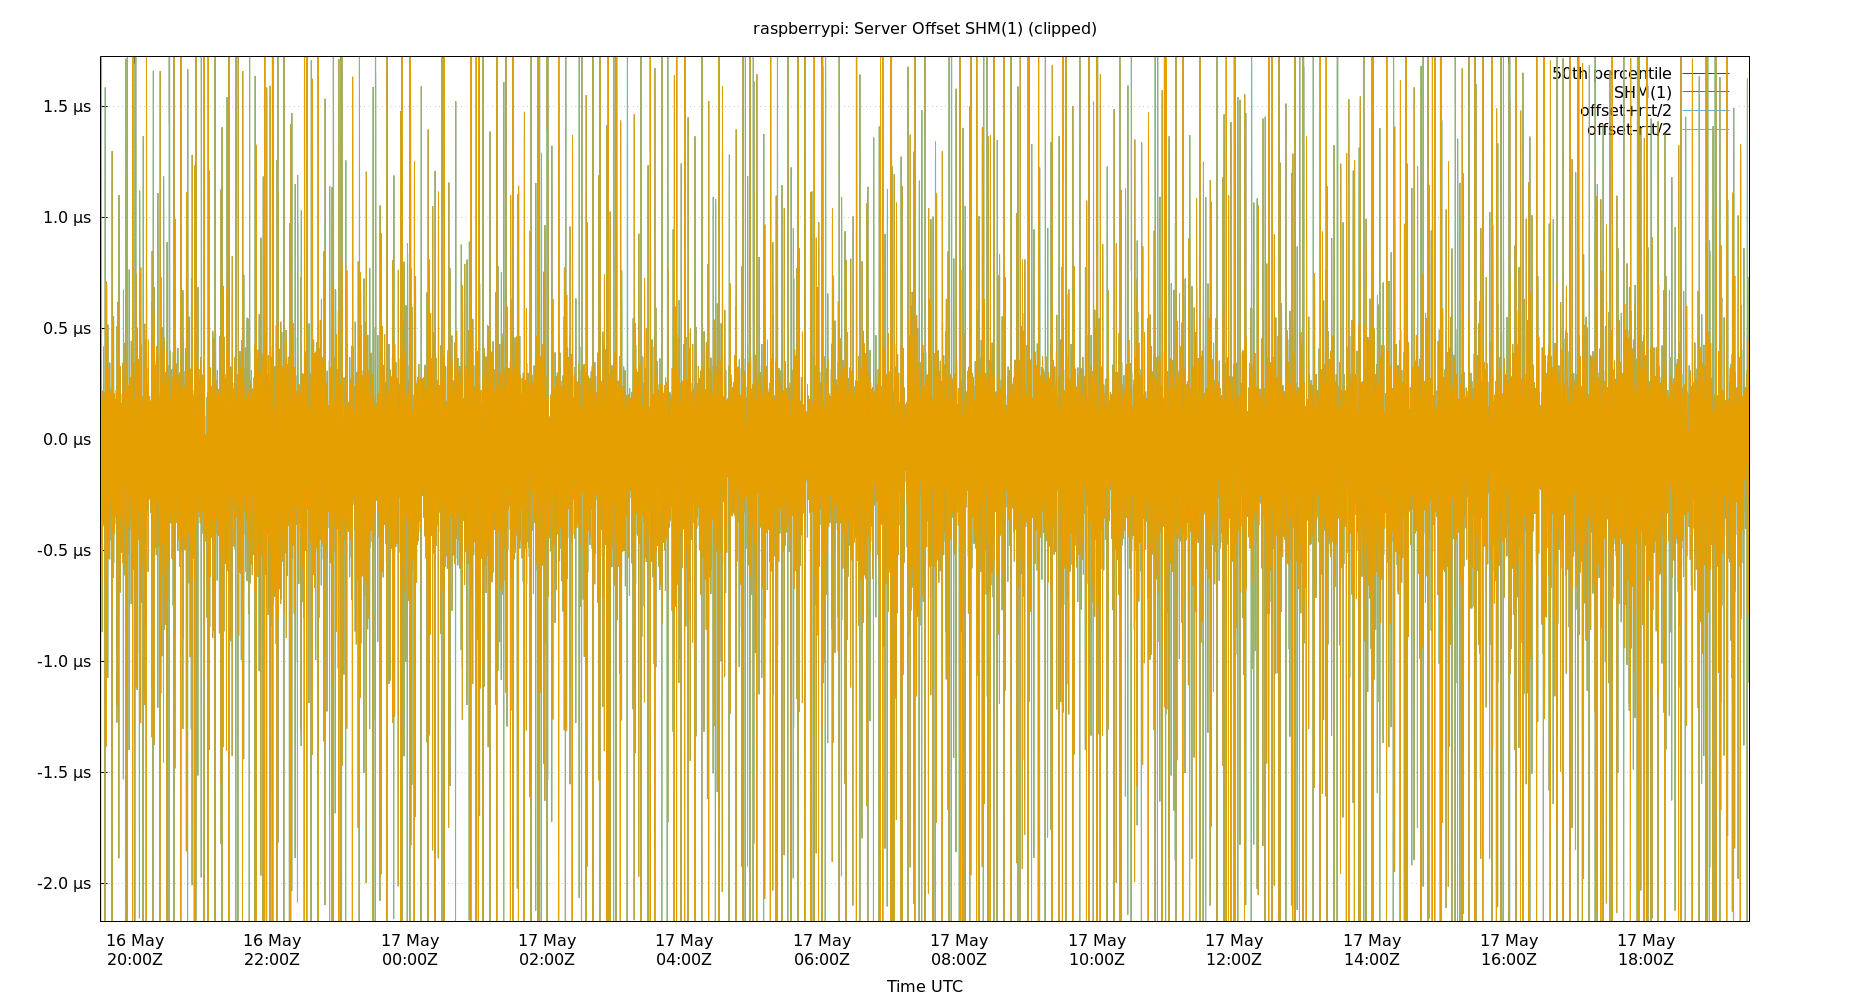 raspberrypi: Server Offset SHM(1) (clipped)
50th percentile
SHM(1)
offset+rtt/2
offset-rtt/2
1.5 µs
1.0 µs
0.5 µs
0.0 µs
-0.5 µs
-1.0 µs
-1.5 µs
-2.0 µs
16 May 16 May 17 May 17 May 17 May 17 May 17 May 17 May 17 May 17 May 17 May 17 May
20:00Z 22:00Z 00:00Z 02:00Z 04:00Z 06:00Z 08:00Z 10:00Z 12:00Z 14:00Z 16:00Z 18:00Z
Time UTC